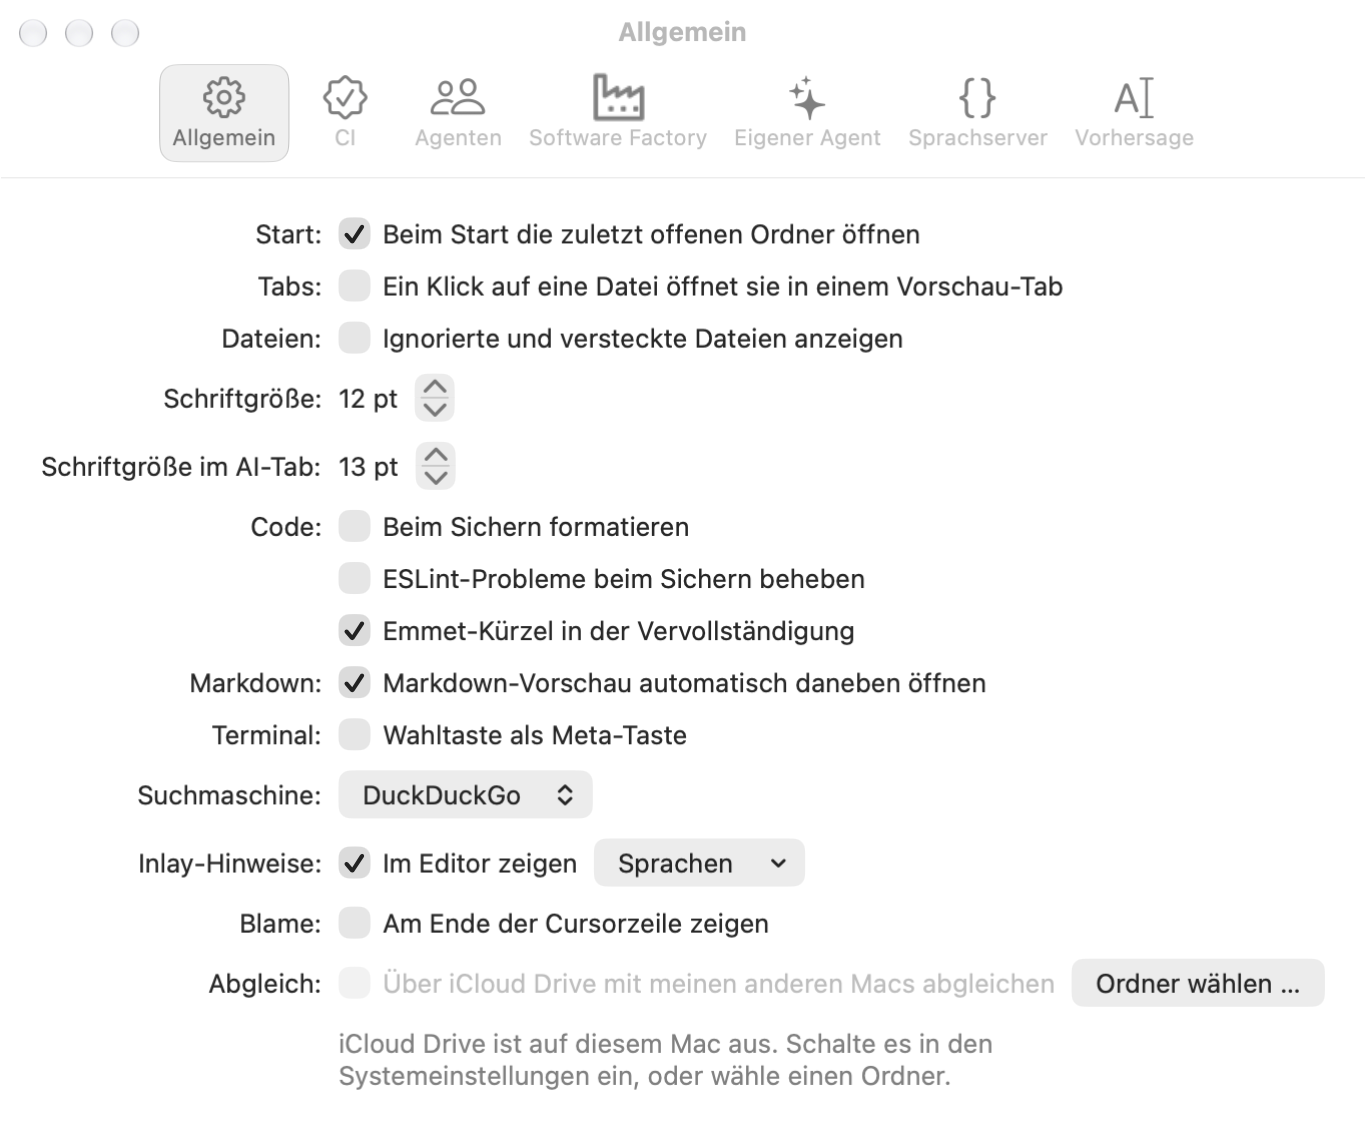 Allgemein
Allgemein
CI
Agenten
Software Factory
Eigener Agent
Sprachserver
Vorhersage
Start: Beim Start die zuletzt offenen Ordner öffnen
Tabs: Ein Klick auf eine Datei öffnet sie in einem Vorschau-Tab
Dateien: Ignorierte und versteckte Dateien anzeigen
Schriftgröße: 12 pt
Schriftgröße im AI-Tab: 13 pt
Code: Beim Sichern formatieren
ESLint-Probleme beim Sichern beheben
Emmet-Kürzel in der Vervollständigung
Markdown: Markdown-Vorschau automatisch daneben öffnen
Terminal: Wahltaste als Meta-Taste
Suchmaschine: DuckDuckGo
Inlay-Hinweise: Im Editor zeigen Sprachen
Blame: Am Ende der Cursorzeile zeigen
Abgleich: Über iCloud Drive mit meinen anderen Macs abgleichen Ordner wählen ...
iCloud Drive ist auf diesem Mac aus. Schalte es in den
Systemeinstellungen ein, oder wähle einen Ordner.